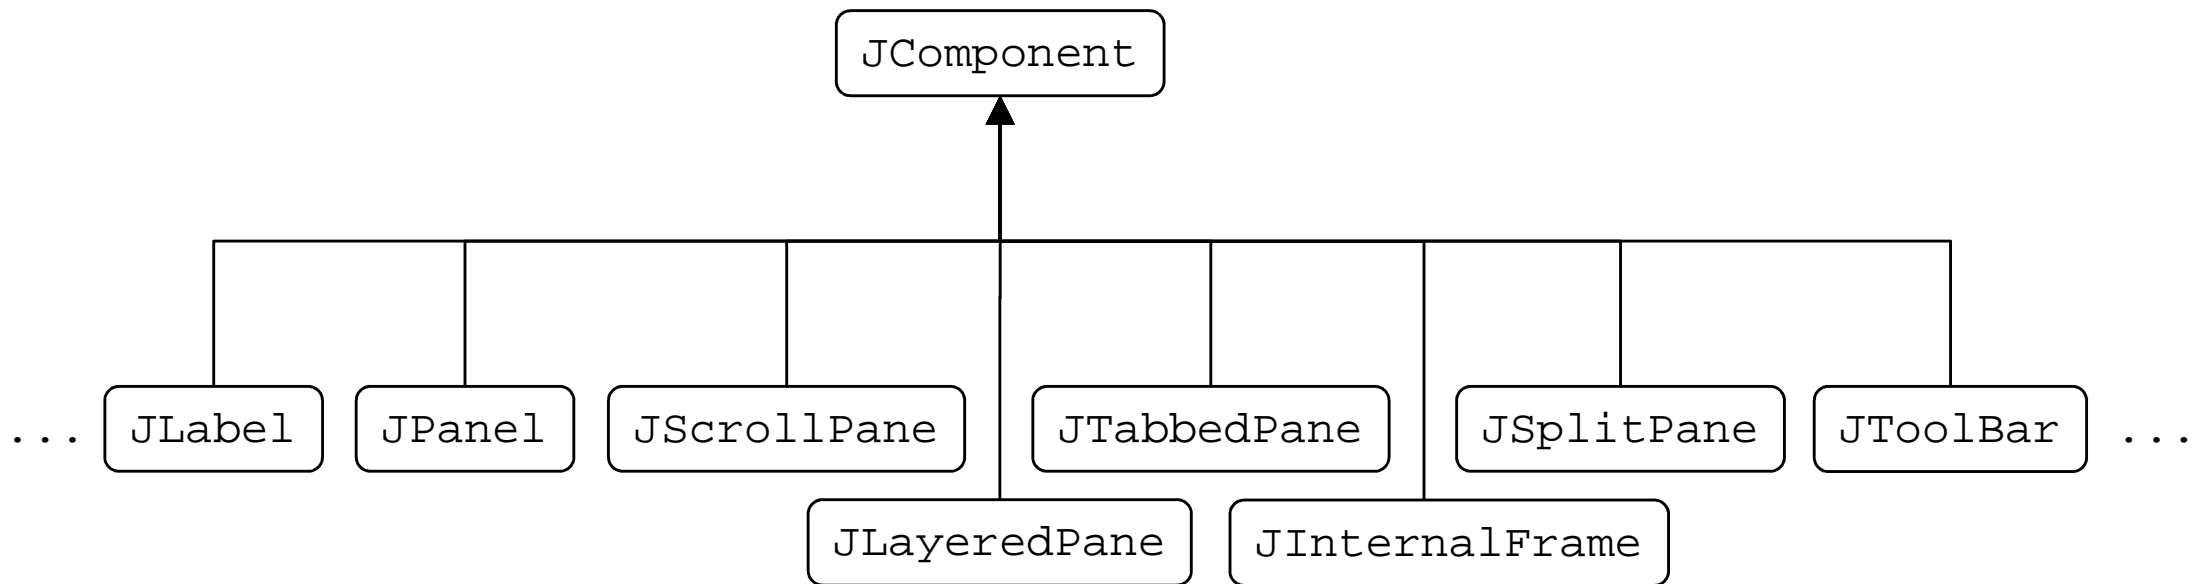 JComponent
... JLabel JPanel JScrollPane JTabbedPane JSplitPane JToolBar ...
JLayeredPane JInternalFrame